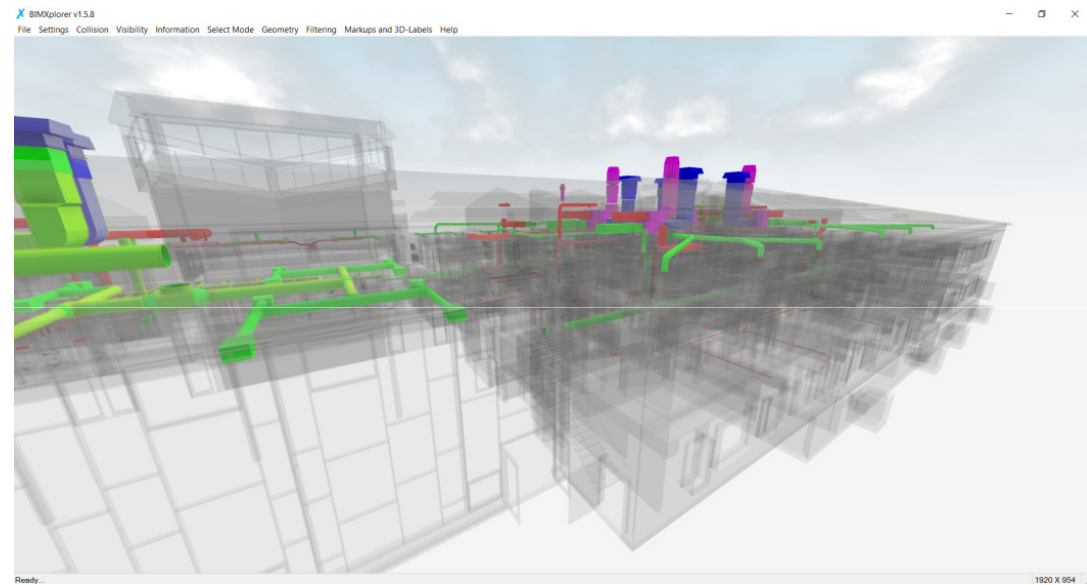 BIMXplorer v1.5.8
File Settings Collision Visibility Information Select Mode Geometry Filtering Markups and 3D-Labels Help
Ready...
1920 X 954